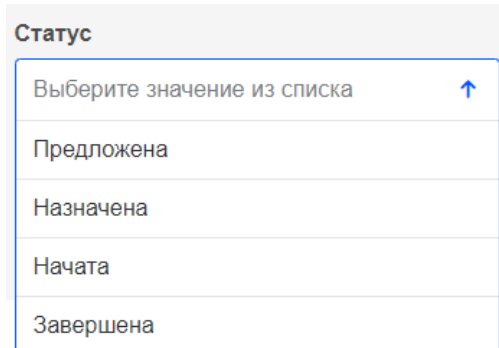 Статус
Выберите значение из списка
Предложена
Назначена
Начата
Завершена